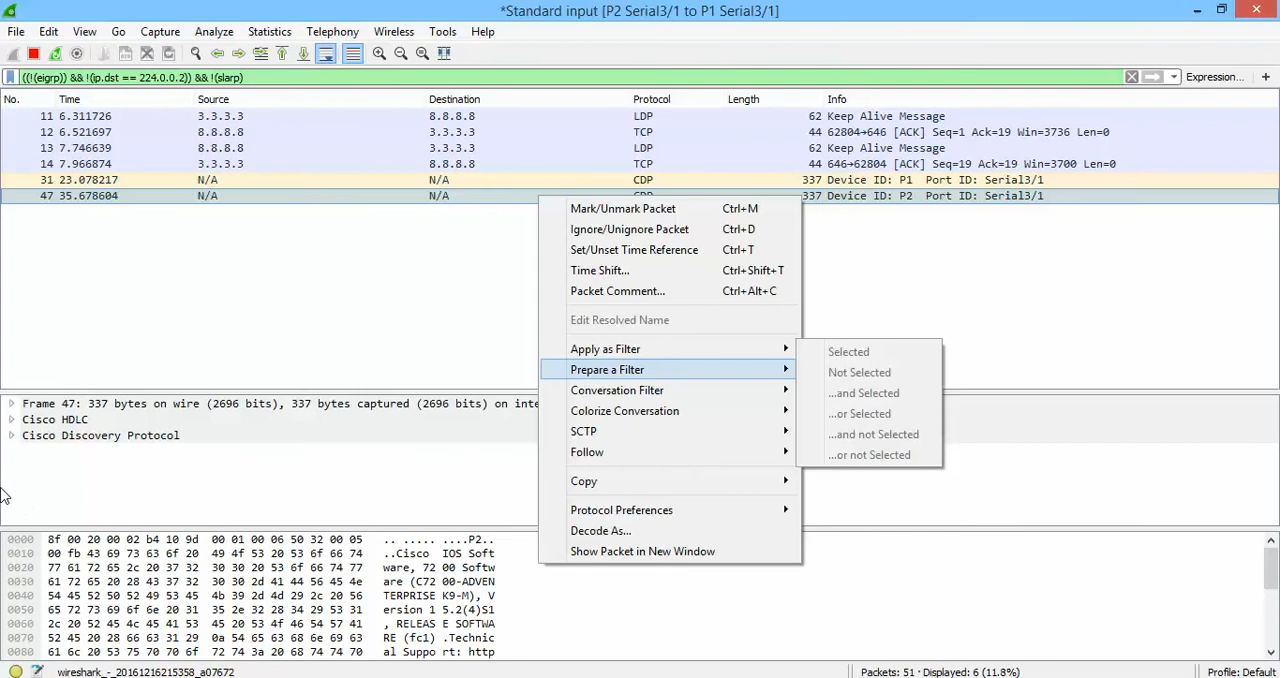 *Standard input [P2 Serial3/1 to P1 Serial3/1]
File Edit View Go Capture Analyze Statistics Telephony Wireless Tools Help
((!(eigrp)) && !(ip.dst == 224.0.0.2)) && !(slarp) Expression... +
No. Time Source Destination Protocol Length Info
11 6.311726 3.3.3.3 8.8.8.8 LDP 62 Keep Alive Message
12 6.521697 8.8.8.8 3.3.3.3 TCP 44 62804→646 [ACK] Seq=1 Ack=19 Win=3736 Len=0
13 7.746639 8.8.8.8 3.3.3.3 LDP 62 Keep Alive Message
14 7.966874 3.3.3.3 8.8.8.8 TCP 44 646→62804 [ACK] Seq=19 Ack=19 Win=3700 Len=0
31 23.078217 N/A N/A CDP 337 Device ID: P1 Port ID: Serial3/1
47 35.678604 N/A N/A 337 Device ID: P2 Port ID: Serial3/1
Mark/Unmark Packet Ctrl+M
Ignore/Unignore Packet Ctrl+D
Set/Unset Time Reference Ctrl+T
Time Shift... Ctrl+Shift+T
Packet Comment... Ctrl+Alt+C
Edit Resolved Name
Apply as Filter
Prepare a Filter
Conversation Filter
Colorize Conversation
SCTP
Follow
Copy
Protocol Preferences
Decode As...
Show Packet in New Window
Selected
Not Selected
...and Selected
...or Selected
...and not Selected
...or not Selected
Frame 47: 337 bytes on wire (2696 bits), 337 bytes captured (2696 bits) on inte
Cisco HDLC
Cisco Discovery Protocol
0000 8f 00 20 00 02 b4 10 9d 00 01 00 06 50 32 00 05 .. ..... ....P2..
0010 00 fb 43 69 73 63 6f 20 49 4f 53 20 53 6f 66 74 ..Cisco IOS Soft
0020 77 61 72 65 2c 20 37 32 30 30 20 53 6f 66 74 77 ware, 72 00 Softw
0030 61 72 65 20 28 43 37 32 30 30 2d 41 44 56 45 4e are (C72 00-ADVEN
0040 54 45 52 50 52 49 53 45 4b 39 2d 4d 29 2c 20 56 TERPRISE K9-M), V
0050 65 72 73 69 6f 6e 20 31 35 2e 32 28 34 29 53 31 ersion 1 5.2(4)S1
0060 2c 20 52 45 4c 45 41 53 45 20 53 4f 46 54 57 41 , RELEAS E SOFTWA
0070 52 45 20 28 66 63 31 29 0a 54 65 63 68 6e 69 63 RE (fc1) .Technic
0080 61 6c 20 53 75 70 70 6f 72 74 3a 20 68 74 74 70 al Suppo rt: http
wireshark_-_20161216215358_a07672 Packets: 51 · Displayed: 6 (11.8%) Profile: Default